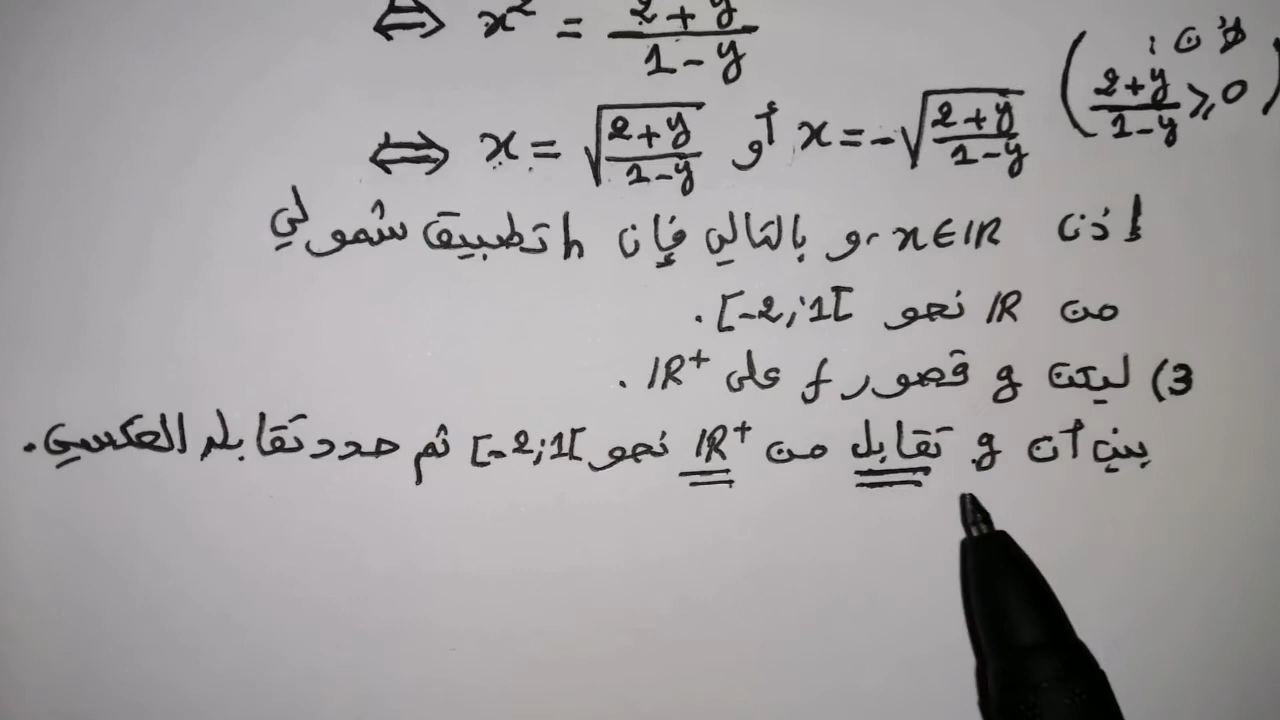 ⇔ x² = (2+y)/(1-y)
⇔ x = √((2+y)/(1-y)) أو x = -√((2+y)/(1-y)) (لأن: (2+y)/(1-y) ⩾ 0)
إذن x∈IR، و بالتالي فإن h تطبيق شمولي
من IR نحو [-2;1[ .
3) ليكن g قصور f على IR⁺ .
بين أن g تقابل من IR⁺ نحو [-2;1[ ثم حدد تقابله العكسي.